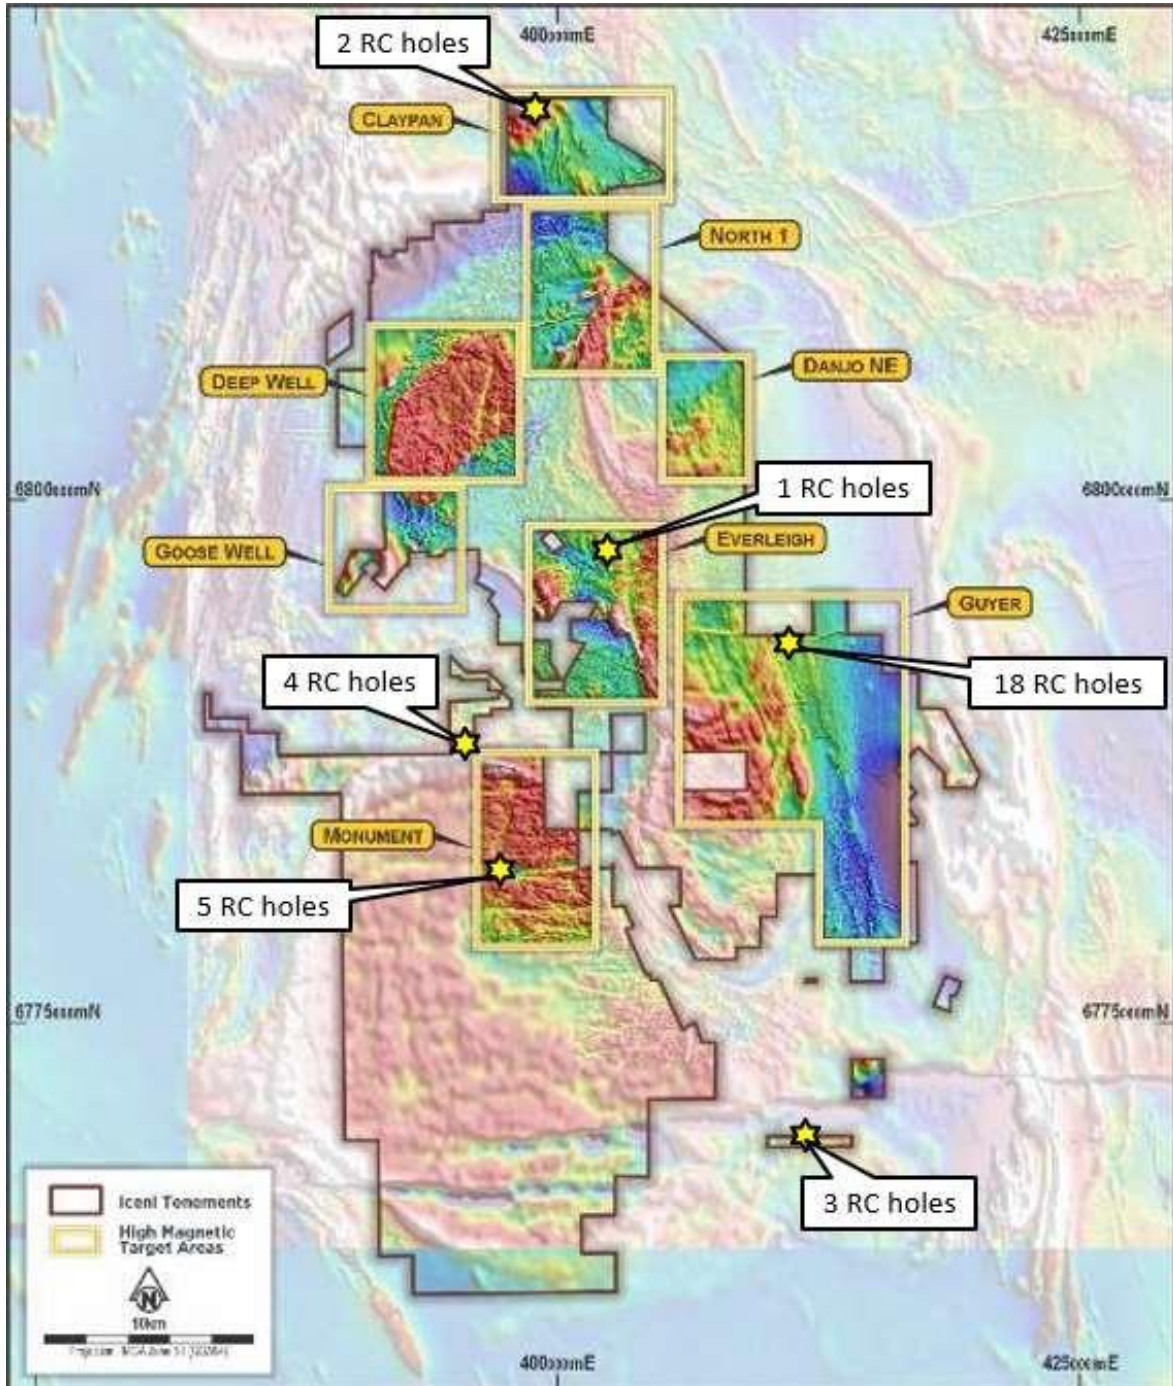 400000mE
425000mE
2 RC holes
CLAYPAN
NORTH 1
DEEP WELL
DANJO NE
6800000mN
6800000mN
1 RC holes
GOOSE WELL
EVERLEIGH
GUYER
4 RC holes
18 RC holes
MONUMENT
5 RC holes
6775000mN
6775000mN
3 RC holes
Iceni Tenements
High Magnetic
Target Areas
N
10km
400000mE
425000mE